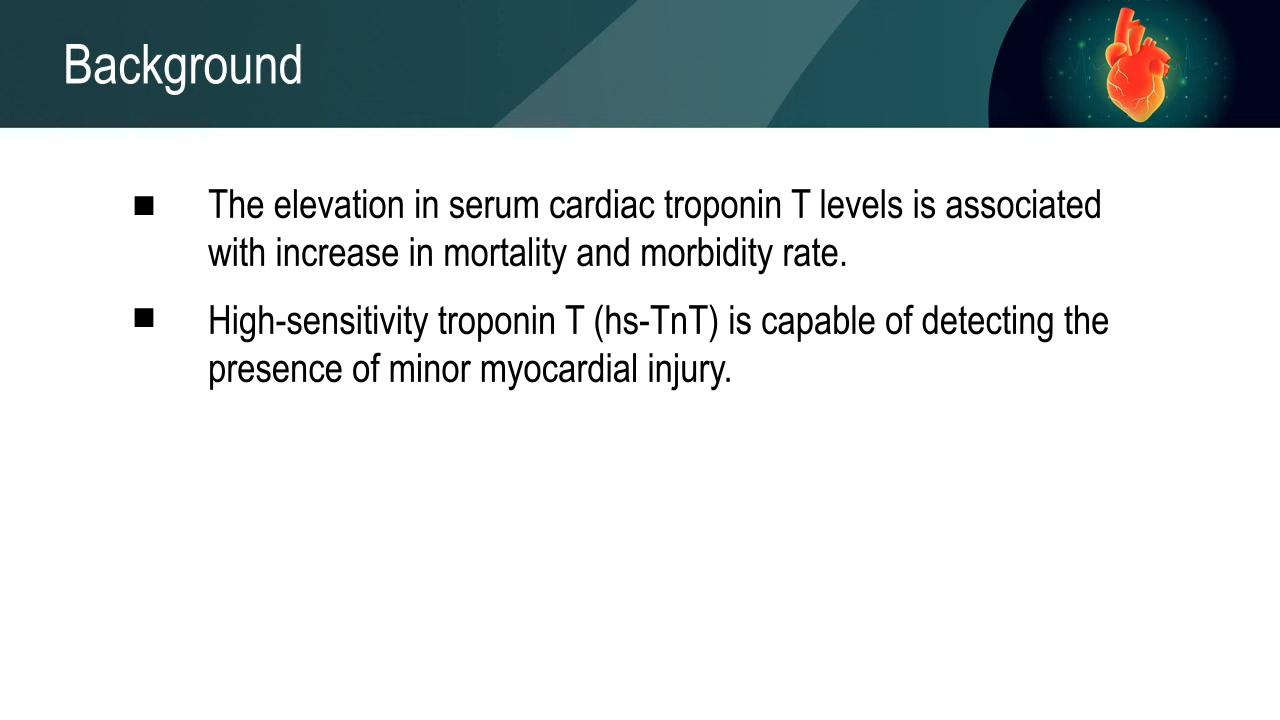 Background
■ The elevation in serum cardiac troponin T levels is associated
with increase in mortality and morbidity rate.
■ High-sensitivity troponin T (hs-TnT) is capable of detecting the
presence of minor myocardial injury.